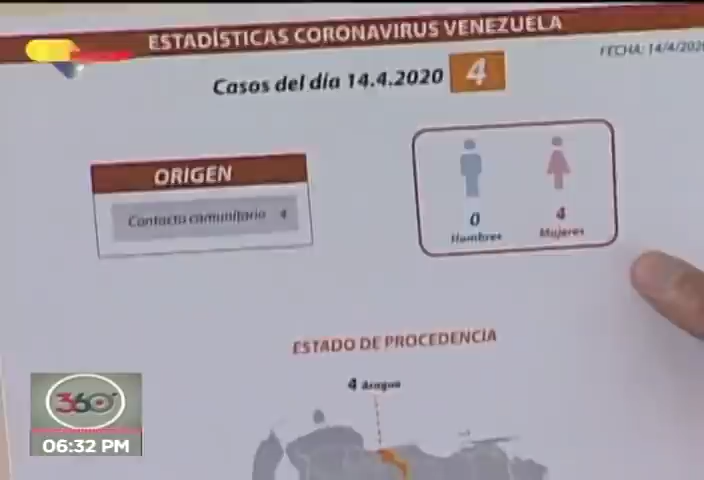 ESTADÍSTICAS CORONAVIRUS VENEZUELA
FECHA: 14/4/2020
Casos del día 14.4.2020 4
ORIGEN
Contacto comunitario 4
0
Hombres
4
Mujeres
ESTADO DE PROCEDENCIA
4 Aragua
360°
06:32 PM